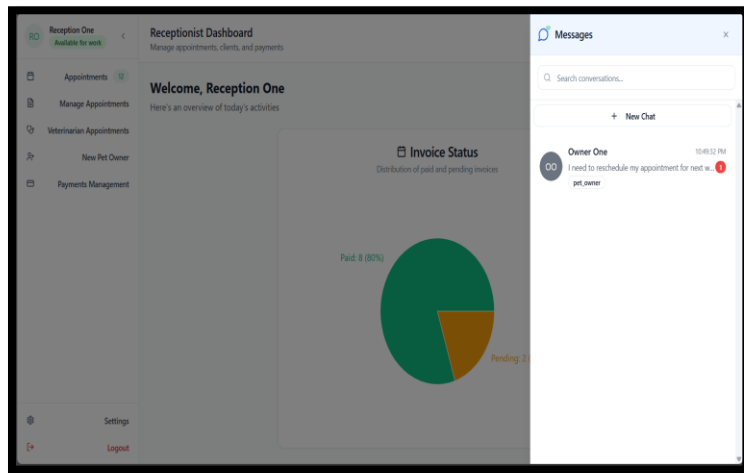 RO
Reception One
Available for work
Appointments 12
Manage Appointments
Veterinarian Appointments
New Pet Owner
Payments Management
Settings
Logout
Receptionist Dashboard
Manage appointments, clients, and payments
Welcome, Reception One
Here's an overview of today's activities
Invoice Status
Distribution of paid and pending invoices
Paid: 8 (80%)
Pending: 2 (
Messages
Search conversations...
+ New Chat
OO
Owner One 10:49:32 PM
I need to reschedule my appointment for next w... 1
pet_owner